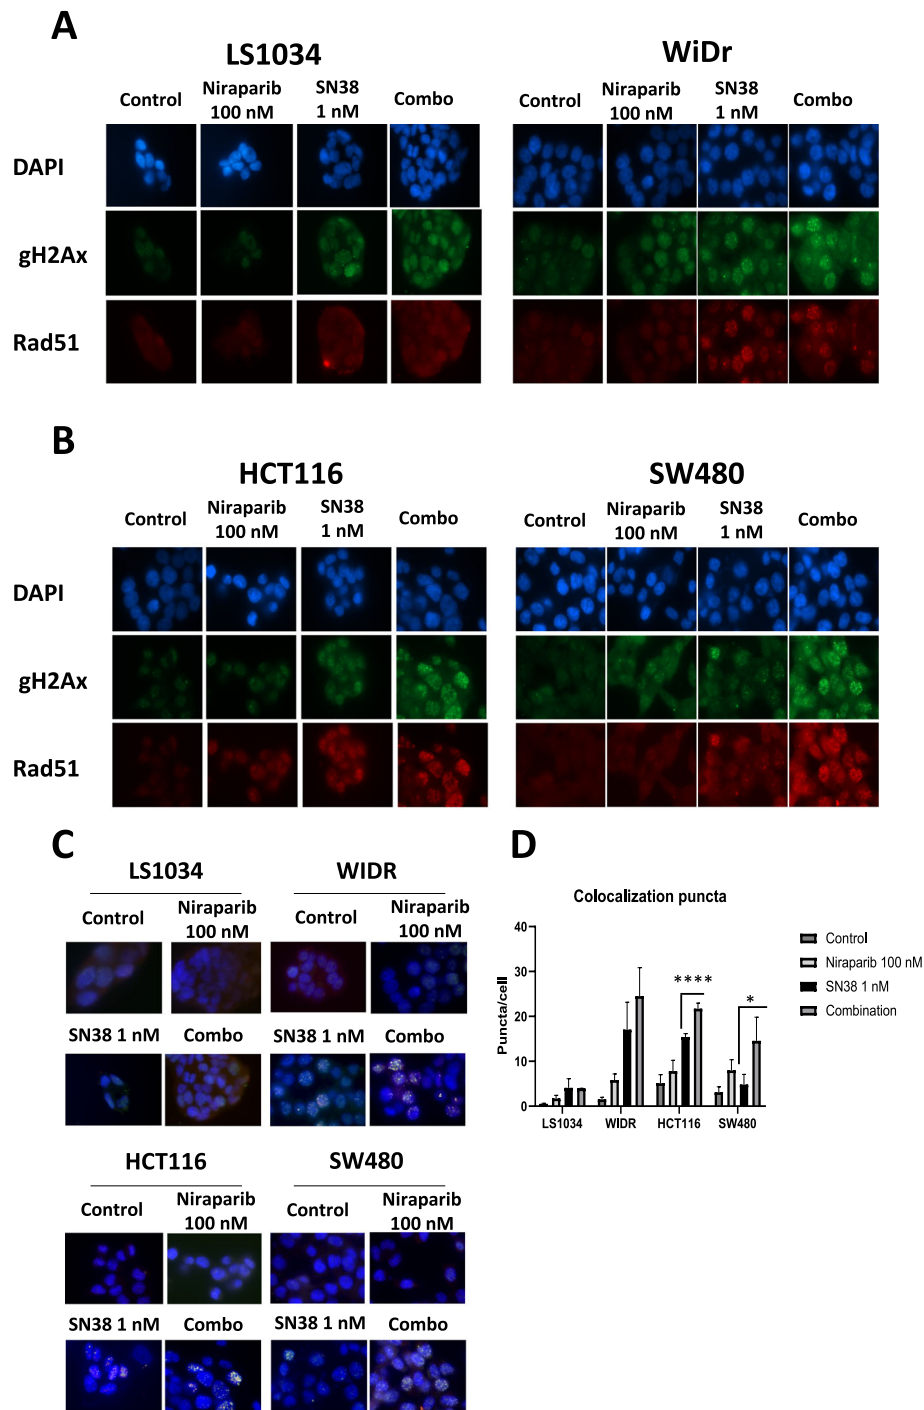 A
LS1034
WiDr
Control
Niraparib
100 nM
SN38
1 nM
Combo
Control
Niraparib
100 nM
SN38
1 nM
Combo
DAPI
gH2Ax
Rad51
B
HCT116
SW480
Control
Niraparib
100 nM
SN38
1 nM
Combo
Control
Niraparib
100 nM
SN38
1 nM
Combo
DAPI
gH2Ax
Rad51
C
LS1034
WIDR
Control
Niraparib
100 nM
Control
Niraparib
100 nM
SN38 1 nM
Combo
SN38 1 nM
Combo
HCT116
SW480
Control
Niraparib
100 nM
Control
Niraparib
100 nM
SN38 1 nM
Combo
SN38 1 nM
Combo
D
Colocalization puncta
Puncta/cell
40
30
20
10
0
****
*
LS1034
WIDR
HCT116
SW480
Control
Niraparib 100 nM
SN38 1 nM
Combination